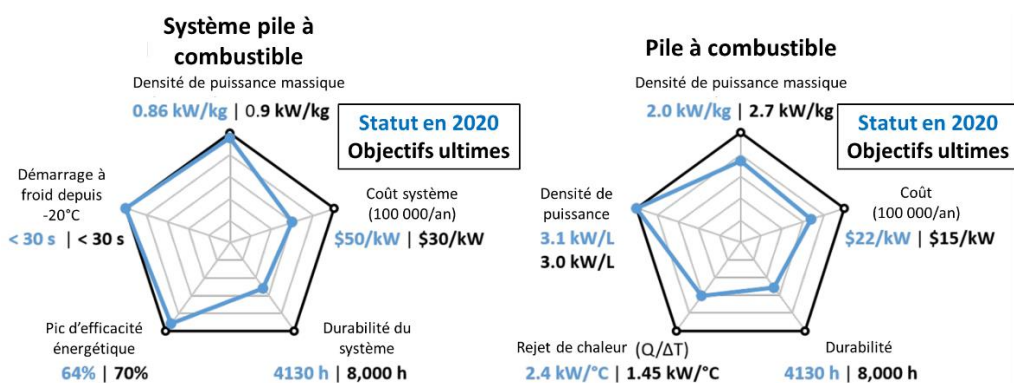 Système pile à
combustible
Densité de puissance massique
0.86 kW/kg | 0.9 kW/kg
Statut en 2020
Objectifs ultimes
Démarrage à
froid depuis
-20°C
< 30 s | < 30 s
Coût système
(100 000/an)
$50/kW | $30/kW
Pic d’efficacité
énergétique
64% | 70%
Durabilité du
système
4130 h | 8,000 h
Pile à combustible
Densité de puissance massique
2.0 kW/kg | 2.7 kW/kg
Statut en 2020
Objectifs ultimes
Densité de
puissance
3.1 kW/L
3.0 kW/L
Coût
(100 000/an)
$22/kW | $15/kW
Rejet de chaleur (Q/ΔT)
2.4 kW/°C | 1.45 kW/°C
Durabilité
4130 h | 8,000 h